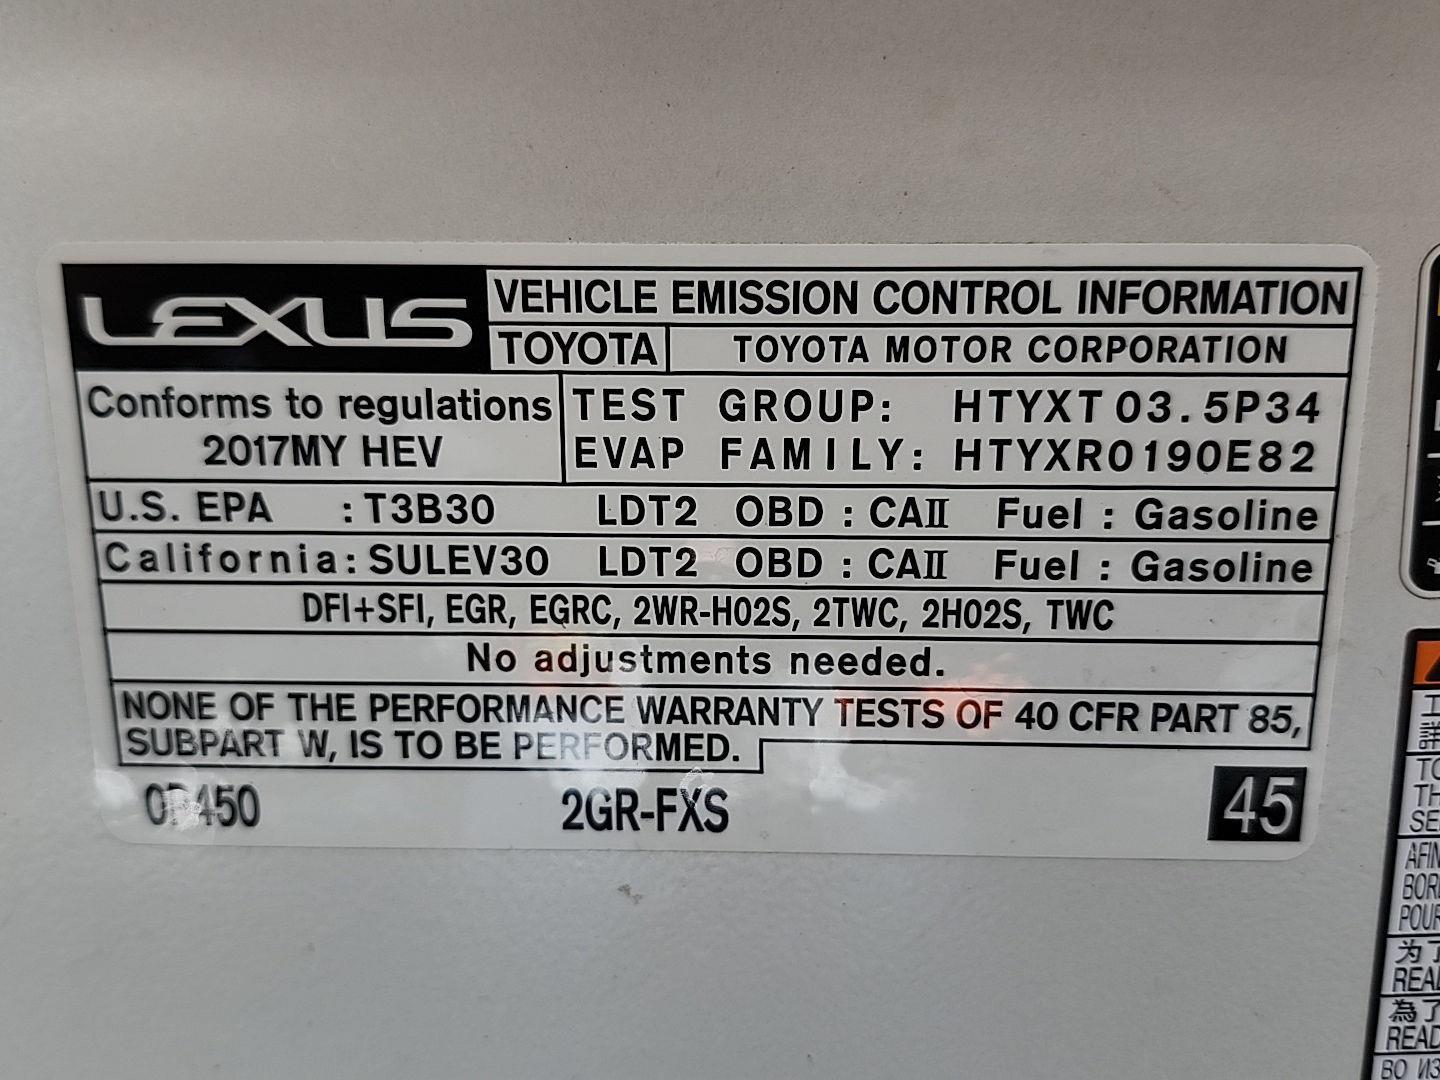 LEXUS
VEHICLE EMISSION CONTROL INFORMATION
TOYOTA TOYOTA MOTOR CORPORATION
Conforms to regulations
2017MY HEV
TEST GROUP: HTYXT03.5P34
EVAP FAMILY: HTYXR0190E82
U.S. EPA : T3B30 LDT2 OBD : CAⅡ Fuel : Gasoline
California: SULEV30 LDT2 OBD : CAⅡ Fuel : Gasoline
DFI+SFI, EGR, EGRC, 2WR-HO2S, 2TWC, 2HO2S, TWC
No adjustments needed.
NONE OF THE PERFORMANCE WARRANTY TESTS OF 40 CFR PART 85,
SUBPART W, IS TO BE PERFORMED.
2GR-FXS
45
READ